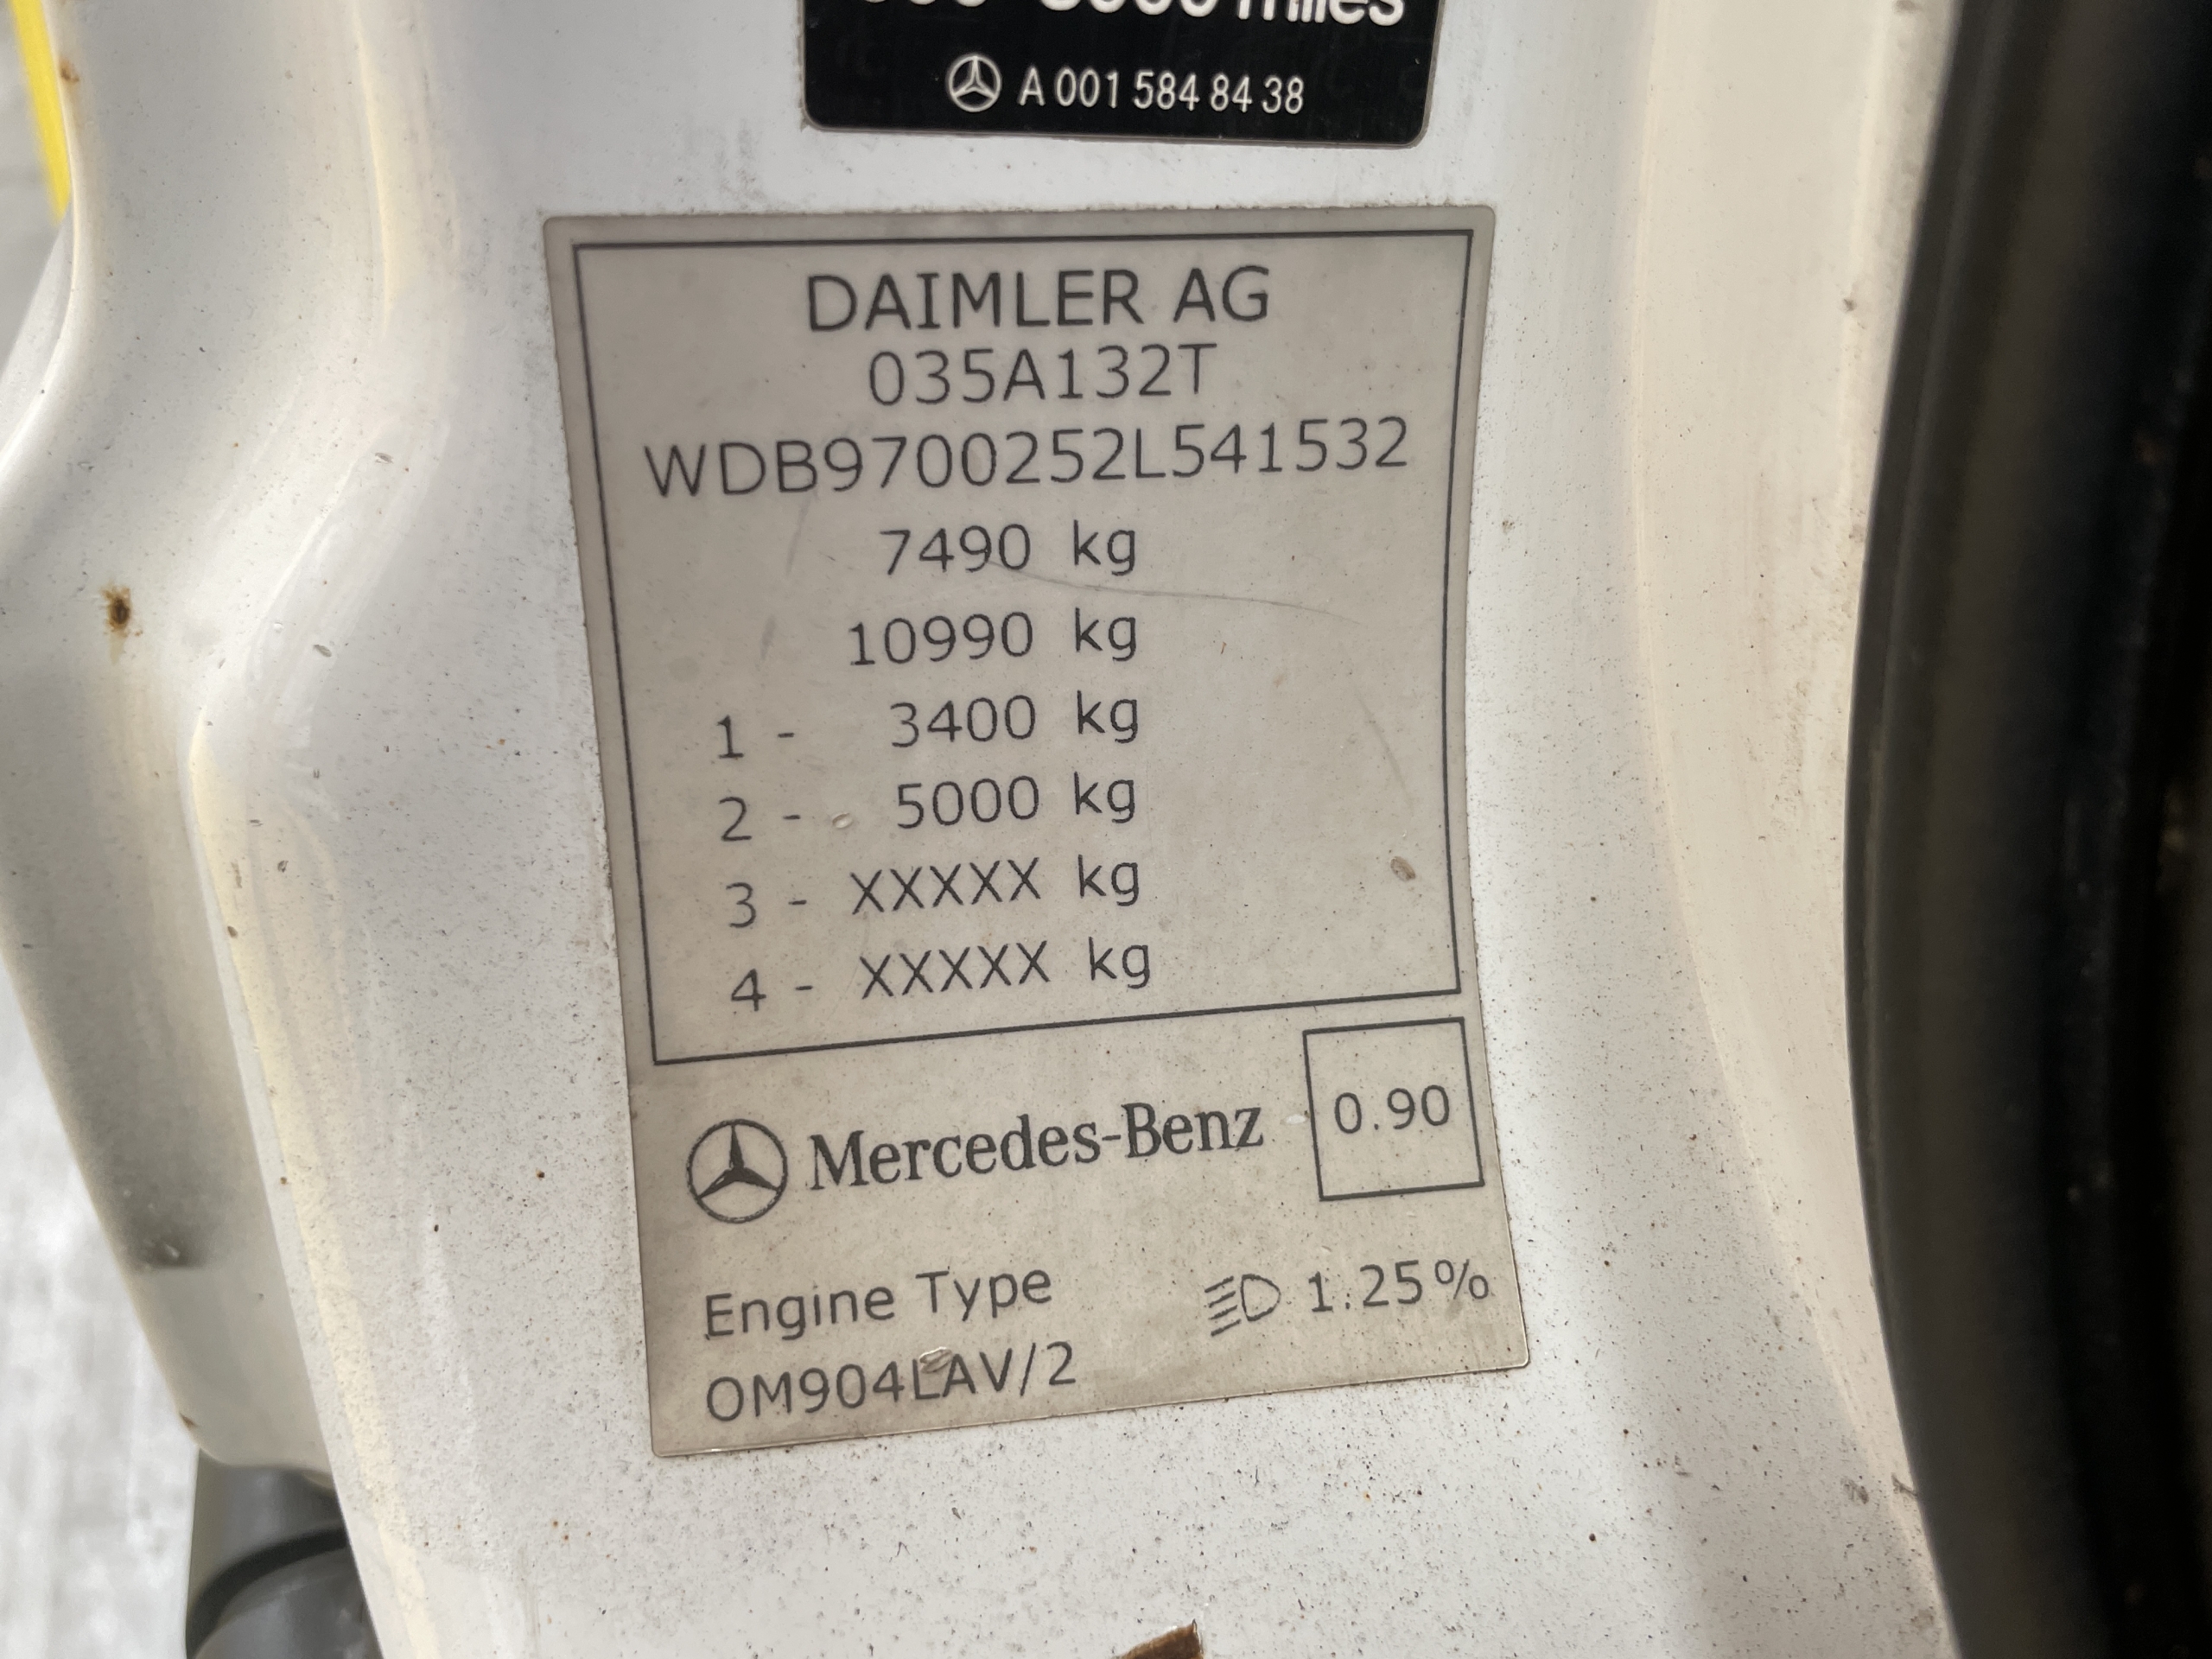 miles
A 001 584 84 38
DAIMLER AG
035A132T
WDB9700252L541532
7490 kg
10990 kg
1 - 3400 kg
2 - 5000 kg
3 - XXXXX kg
4 - XXXXX kg
Mercedes-Benz
0.90
Engine Type
1.25%
OM904LAV/2